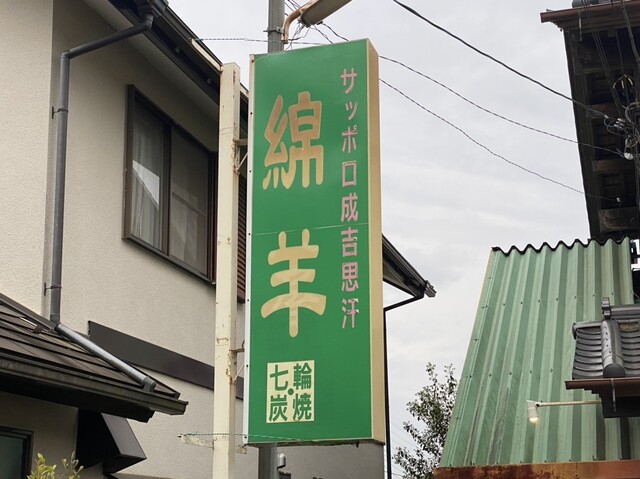 サッポロ成吉思汗
綿羊
七輪・
炭焼